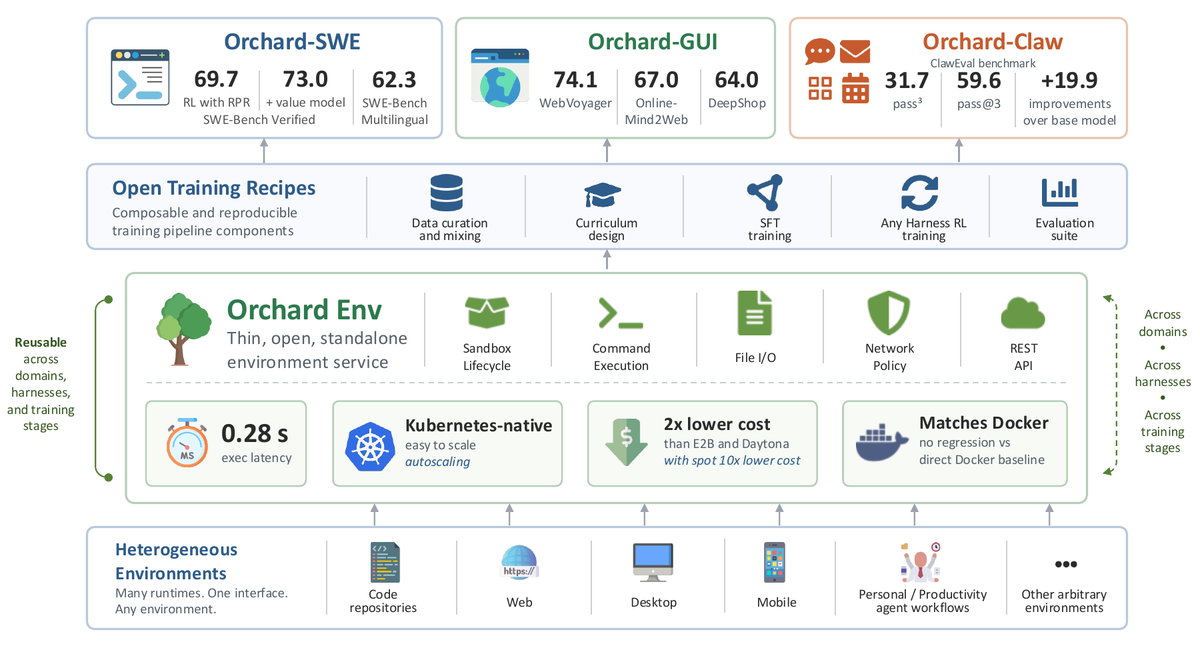 Orchard-SWE
69.7
RL with RPR
73.0
+ value model
SWE-Bench Verified
62.3
SWE-Bench
Multilingual
Orchard-GUI
74.1
WebVoyager
67.0
Online-
Mind2Web
64.0
DeepShop
Orchard-Claw
ClawEval benchmark
31.7
pass³
59.6
pass@3
+19.9
improvements
over base model
Open Training Recipes
Composable and reproducible
training pipeline components
Data curation
and mixing
Curriculum
design
SFT
training
Any Harness RL
training
Evaluation
suite
Reusable
across
domains,
harnesses,
and training
stages
Orchard Env
Thin, open, standalone
environment service
Sandbox
Lifecycle
Command
Execution
File I/O
Network
Policy
REST
API
MS
0.28 s
exec latency
Kubernetes-native
easy to scale
autoscaling
$
2x lower cost
than E2B and Daytona
with spot 10x lower cost
Matches Docker
no regression vs
direct Docker baseline
Across
domains
•
Across
harnesses
•
Across
training
stages
Heterogeneous
Environments
Many runtimes. One interface.
Any environment.
</>
Code
repositories
https://
Web
Desktop
Mobile
Personal / Productivity
agent workflows
•••
Other arbitrary
environments